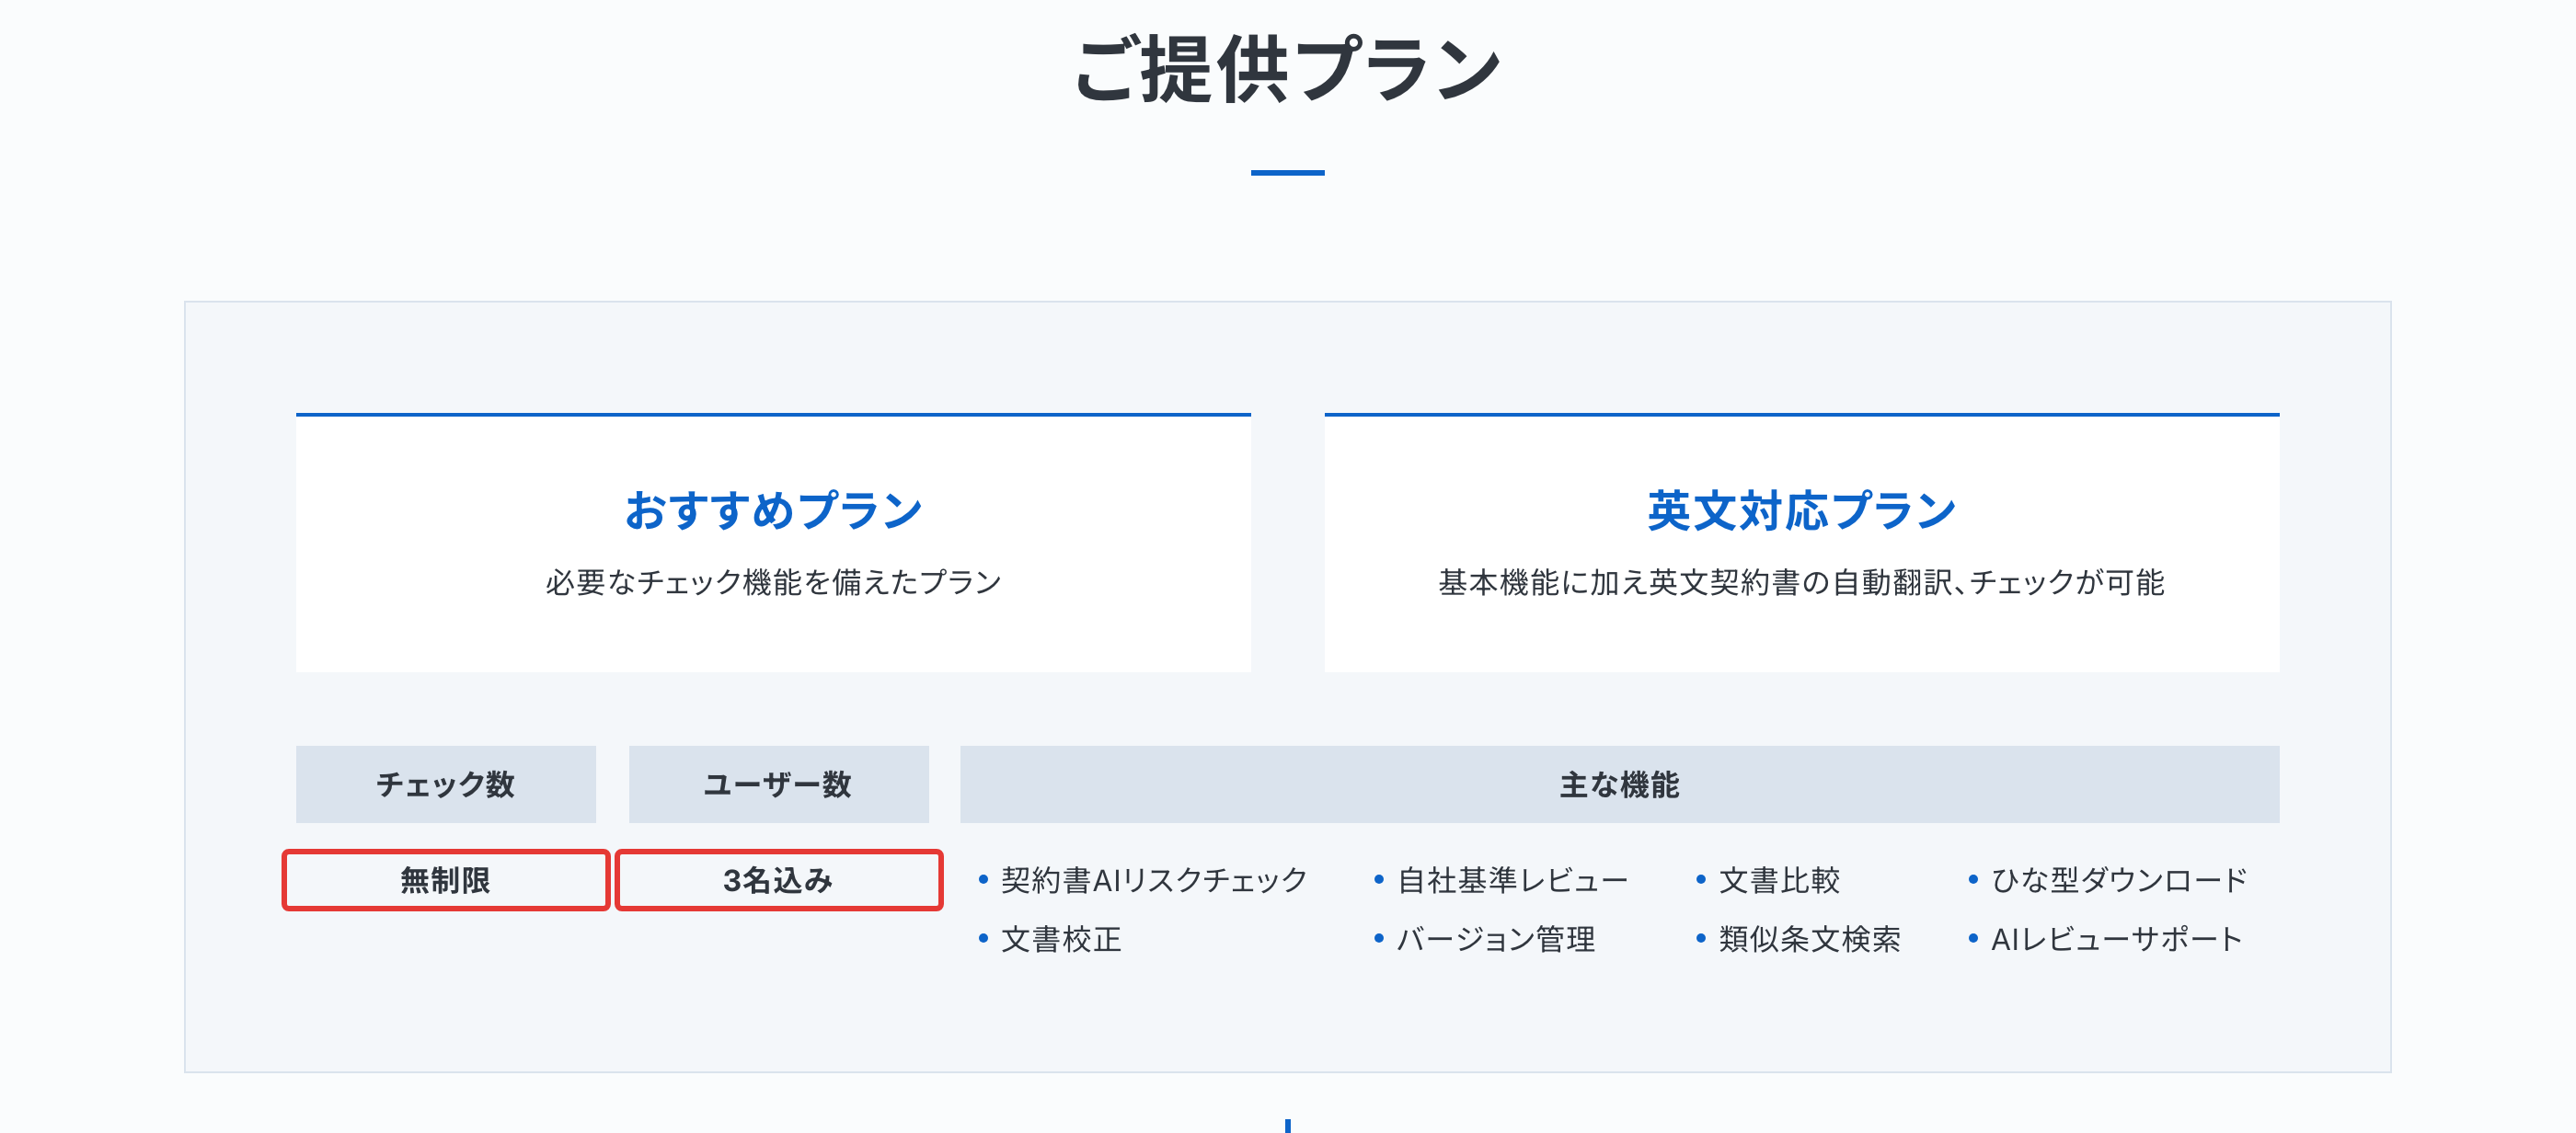 ご提供プラン
おすすめプラン
必要なチェック機能を備えたプラン
英文対応プラン
基本機能に加え英文契約書の自動翻訳、チェックが可能
チェック数
ユーザー数
主な機能
無制限
3名込み
• 契約書AIリスクチェック
• 自社基準レビュー
• 文書比較
• ひな型ダウンロード
• 文書校正
• バージョン管理
• 類似条文検索
• AIレビューサポート